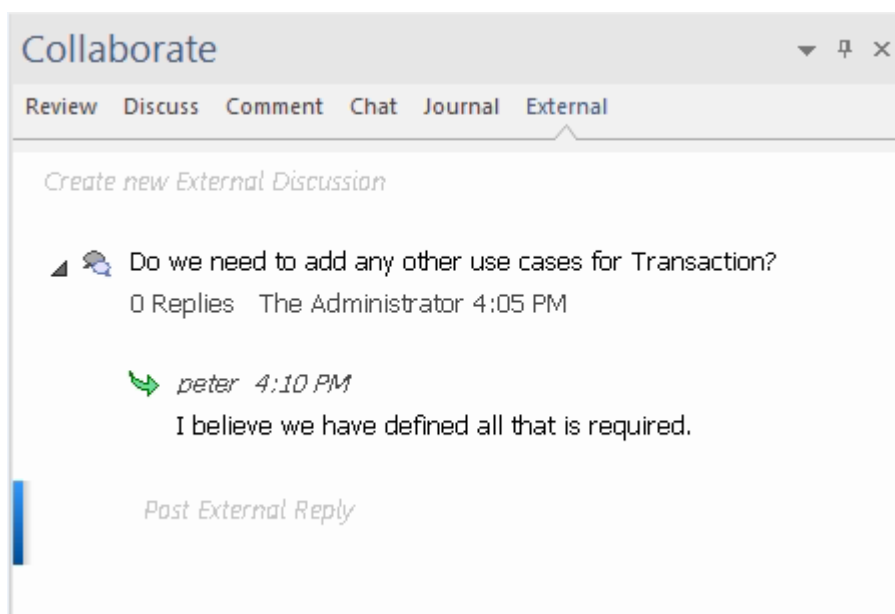 Collaborate
Review Discuss Comment Chat Journal External
Create new External Discussion
Do we need to add any other use cases for Transaction?
0 Replies The Administrator 4:05 PM
peter 4:10 PM
I believe we have defined all that is required.
Post External Reply